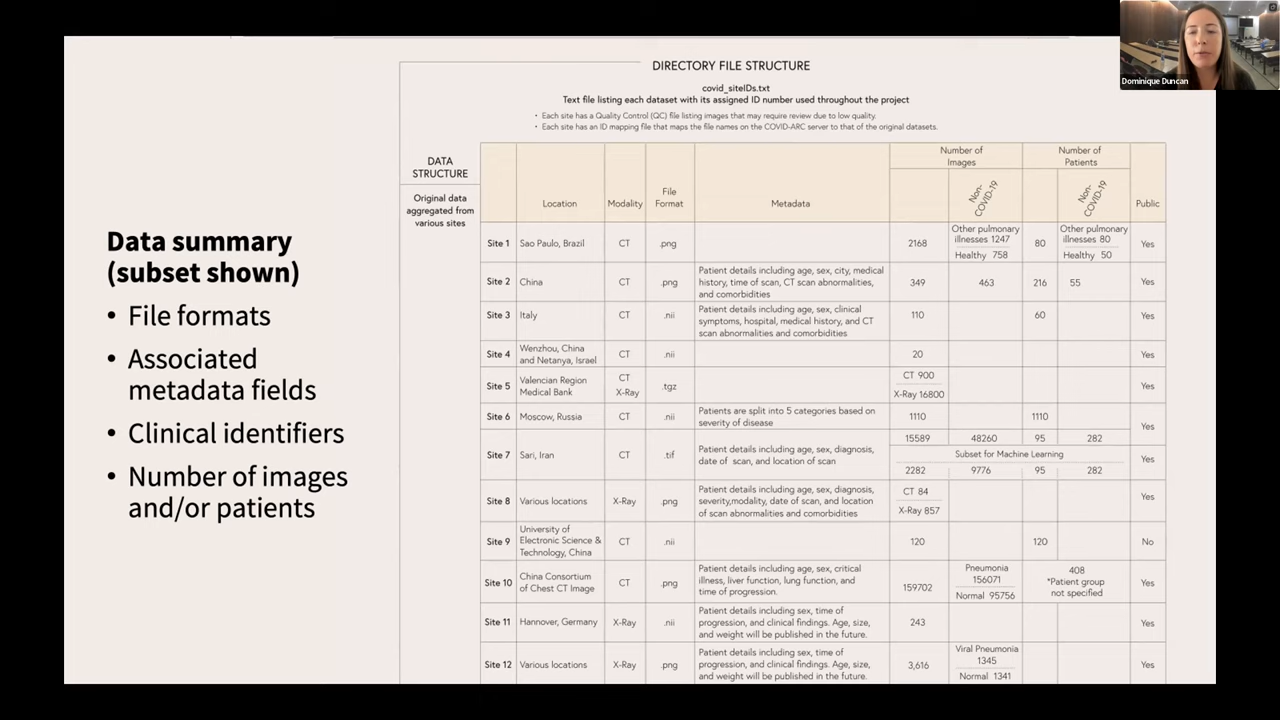 Dominique Duncan
DIRECTORY FILE STRUCTURE
covid_siteIDs.txt
Text file listing each dataset with its assigned ID number used throughout the project
• Each site has a Quality Control (QC) file listing images that may require review due to low quality.
• Each site has an ID mapping file that maps the file names on the COVID-ARC server to that of the original datasets.
Data summary
(subset shown)
• File formats
• Associated
metadata fields
• Clinical identifiers
• Number of images
and/or patients
DATA
STRUCTURE
Original data
aggregated from
various sites
Location
Modality
File
Format
Metadata
Number of
Images
Non-
COVID-19
Number of
Patients
Non-
COVID-19
Public
Site 1 Sao Paulo, Brazil CT .png 2168 80 Yes
Other pulmonary
illnesses 1247
Healthy 758
Other pulmonary
illnesses 80
Healthy 50
Site 2 China CT .png
Patient details including age, sex, city, medical
history, time of scan, CT scan abnormalities,
and comorbidities
349 463 216 55 Yes
Site 3 Italy CT .nii
Patient details including age, sex, clinical
symptoms, hospital, medical history, and CT
scan abnormalities and comorbidities
110 60 Yes
Site 4
Wenzhou, China
and Netanya, Israel
CT .nii 20 Yes
Site 5
Valencian Region
Medical Bank
CT
X-Ray
.tgz
CT 900
X-Ray 16800
Yes
Site 6 Moscow, Russia CT .nii
Patients are split into 5 categories based on
severity of disease
1110 1110 Yes
Site 7 Sari, Iran CT .tif
Patient details including age, sex, diagnosis,
date of scan, and location of scan
15589 48260 95 282
Subset for Machine Learning
2282 9776 95 282
Yes
Site 8 Various locations X-Ray .png
Patient details including age, sex, diagnosis,
severity,modality, date of scan, and location
of scan abnormalities and comorbidities
CT 84
X-Ray 857
Yes
Site 9
University of
Electronic Science &
Technology, China
CT .nii 120 120 No
Site 10
China Consortium
of Chest CT Image
CT .png
Patient details including age, sex, critical
illness, liver function, lung function, and
time of progression.
159702
Pneumonia
156071
Normal 95756
408
*Patient group
not specified
Yes
Site 11 Hannover, Germany X-Ray .nii
Patient details including sex, time of
progression, and clinical findings. Age, size,
and weight will be published in the future.
243 Yes
Site 12 Various locations X-Ray .png
Patient details including sex, time of
progression, and clinical findings. Age, size,
and weight will be published in the future.
3,616
Viral Pneumonia
1345
Normal 1341
Yes